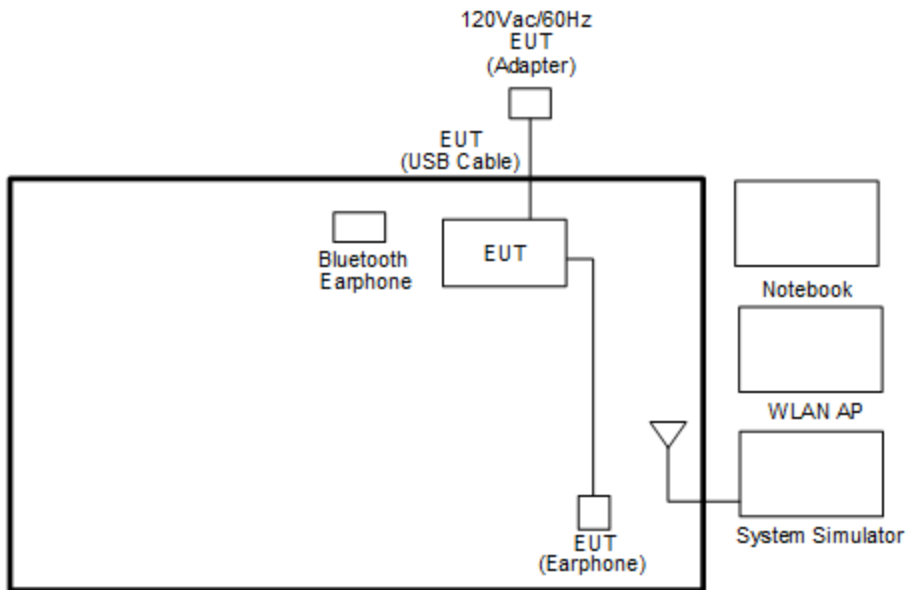 120Vac/60Hz
EUT
(Adapter)
EUT
(USB Cable)
Bluetooth
Earphone
EUT
Notebook
WLAN AP
System Simulator
EUT
(Earphone)